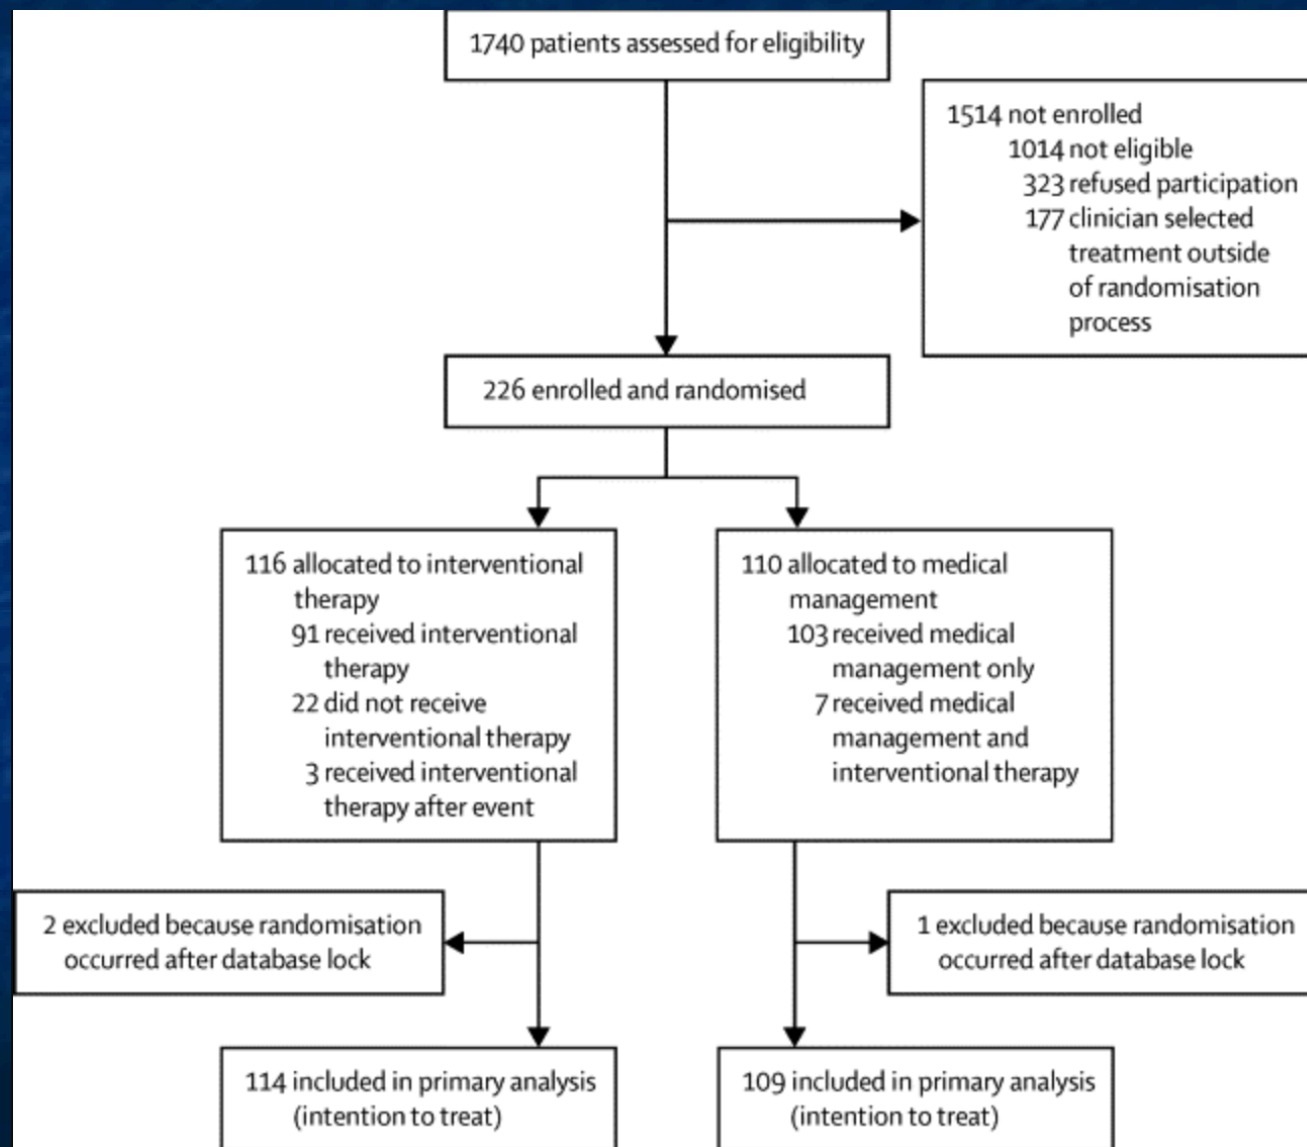 1740 patients assessed for eligibility
1514 not enrolled
1014 not eligible
323 refused participation
177 clinician selected
treatment outside
of randomisation
process
226 enrolled and randomised
116 allocated to interventional
therapy
91 received interventional
therapy
22 did not receive
interventional therapy
3 received interventional
therapy after event
110 allocated to medical
management
103 received medical
management only
7 received medical
management and
interventional therapy
2 excluded because randomisation
occurred after database lock
1 excluded because randomisation
occurred after database lock
114 included in primary analysis
(intention to treat)
109 included in primary analysis
(intention to treat)